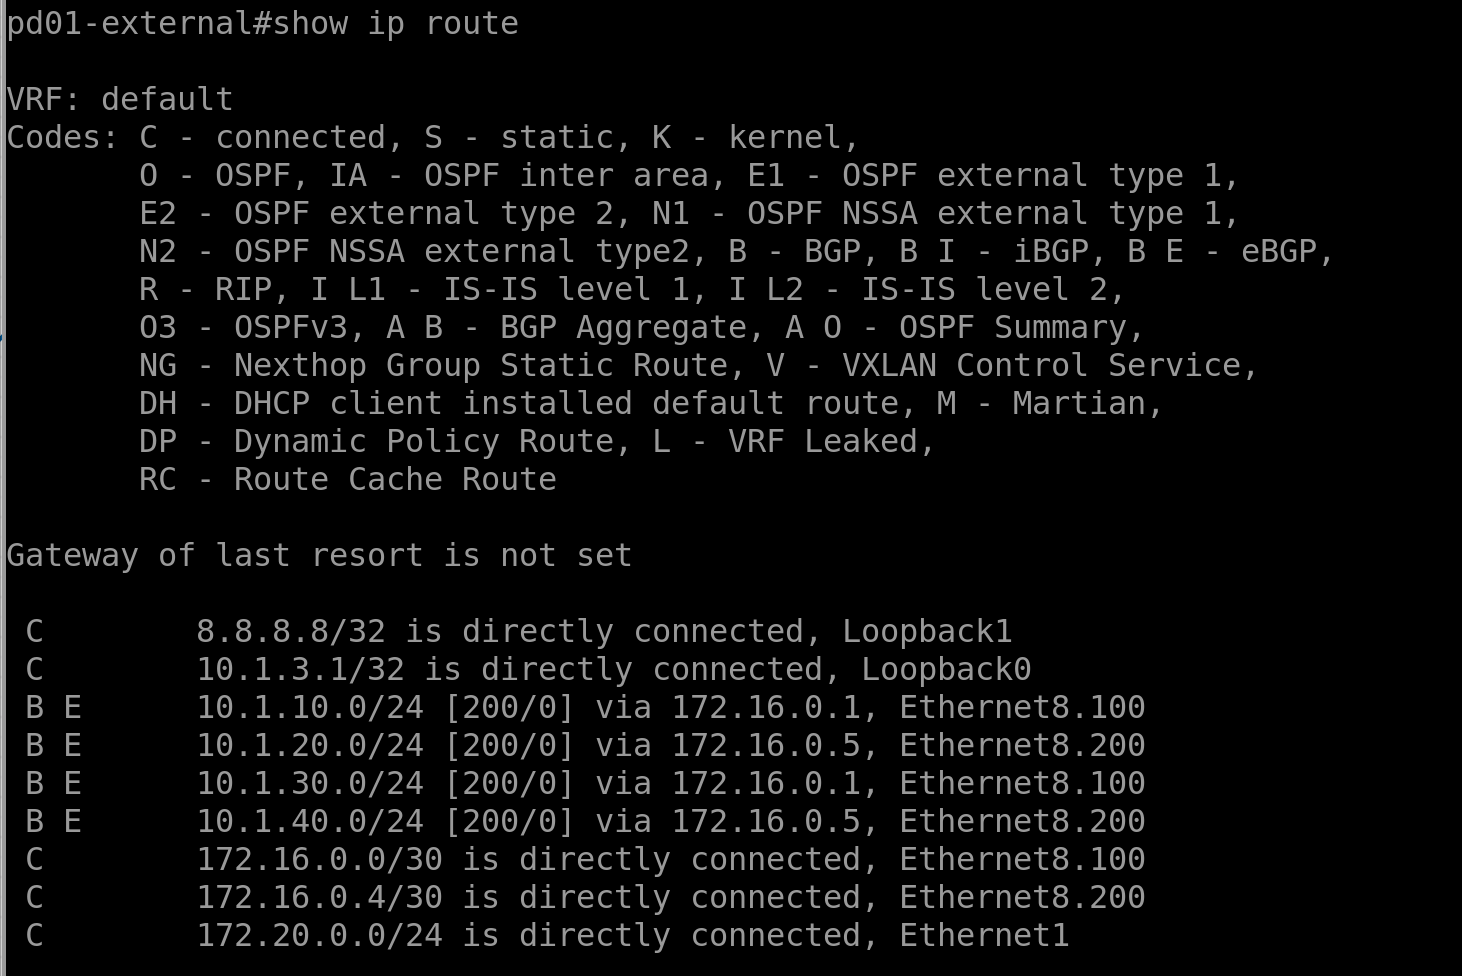 pd01-external#show ip route
VRF: default
Codes: C - connected, S - static, K - kernel,
       O - OSPF, IA - OSPF inter area, E1 - OSPF external type 1,
       E2 - OSPF external type 2, N1 - OSPF NSSA external type 1,
       N2 - OSPF NSSA external type2, B - BGP, B I - iBGP, B E - eBGP,
       R - RIP, I L1 - IS-IS level 1, I L2 - IS-IS level 2,
       O3 - OSPFv3, A B - BGP Aggregate, A O - OSPF Summary,
       NG - Nexthop Group Static Route, V - VXLAN Control Service,
       DH - DHCP client installed default route, M - Martian,
       DP - Dynamic Policy Route, L - VRF Leaked,
       RC - Route Cache Route
Gateway of last resort is not set
 C        8.8.8.8/32 is directly connected, Loopback1
 C        10.1.3.1/32 is directly connected, Loopback0
 B E      10.1.10.0/24 [200/0] via 172.16.0.1, Ethernet8.100
 B E      10.1.20.0/24 [200/0] via 172.16.0.5, Ethernet8.200
 B E      10.1.30.0/24 [200/0] via 172.16.0.1, Ethernet8.100
 B E      10.1.40.0/24 [200/0] via 172.16.0.5, Ethernet8.200
 C        172.16.0.0/30 is directly connected, Ethernet8.100
 C        172.16.0.4/30 is directly connected, Ethernet8.200
 C        172.20.0.0/24 is directly connected, Ethernet1